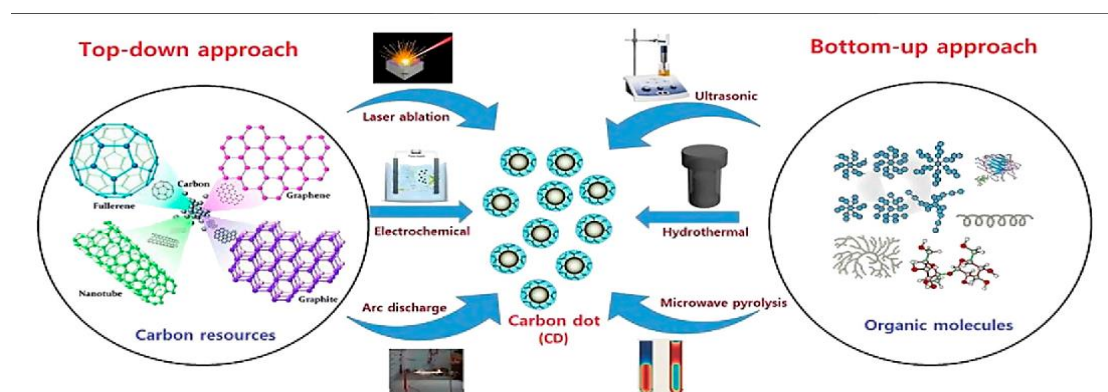 Top-down approach
Bottom-up approach
Laser ablation
Ultrasonic
Carbon
Fullerene
Graphene
Electrochemical
Hydrothermal
Nanotube
Graphite
Arc discharge
Microwave pyrolysis
Carbon resources
Carbon dot
(CD)
Organic molecules